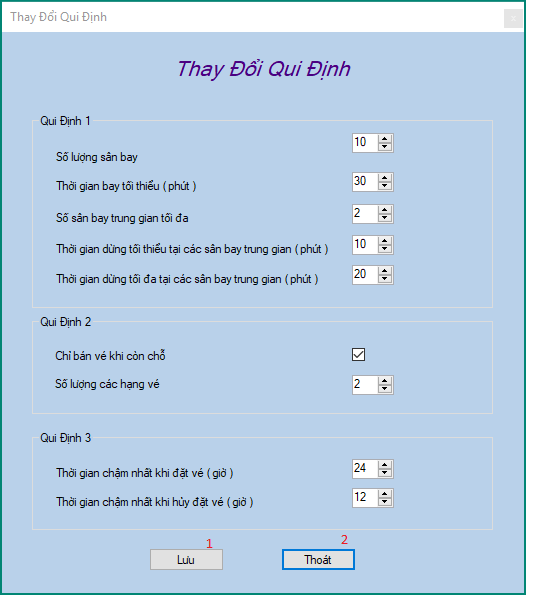 Thay Đổi Qui Định
x
Thay Đổi Qui Định
Qui Định 1
Số lượng sân bay 10
Thời gian bay tối thiểu ( phút ) 30
Số sân bay trung gian tối đa 2
Thời gian dừng tối thiểu tại các sân bay trung gian ( phút ) 10
Thời gian dừng tối đa tại các sân bay trung gian ( phút ) 20
Qui Định 2
Chỉ bán vé khi còn chỗ
Số lượng các hạng vé 2
Qui Định 3
Thời gian chậm nhất khi đặt vé ( giờ ) 24
Thời gian chậm nhất khi hủy đặt vé ( giờ ) 12
1 2
Lưu Thoát